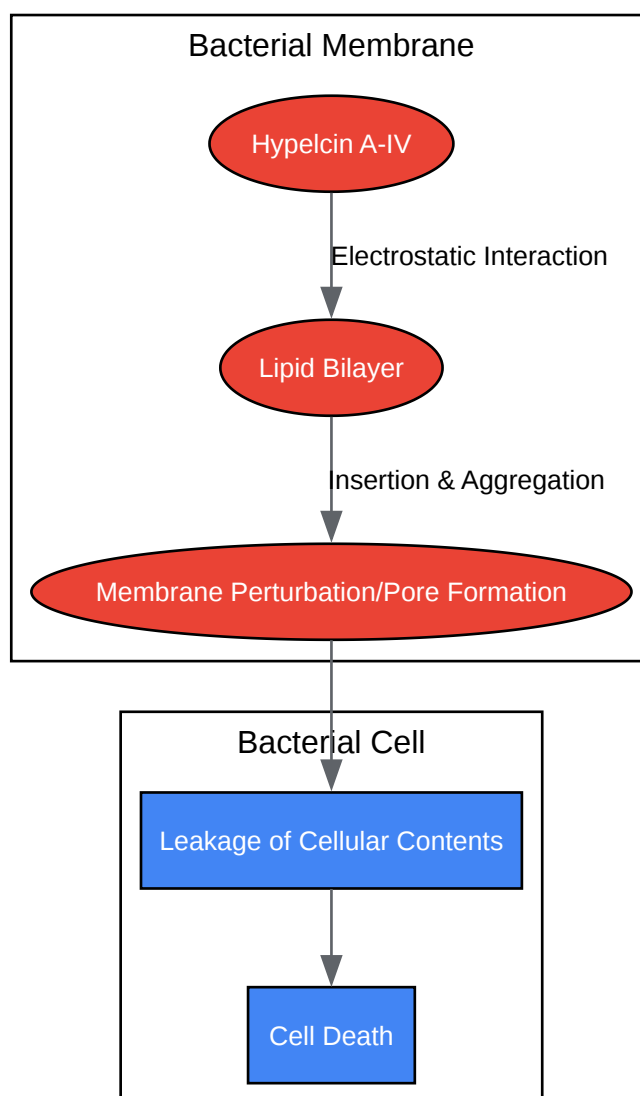 Bacterial Membrane
Hypelcin A-IV
Electrostatic Interaction
Lipid Bilayer
Insertion & Aggregation
Membrane Perturbation/Pore Formation
Bacterial Cell
Leakage of Cellular Contents
Cell Death